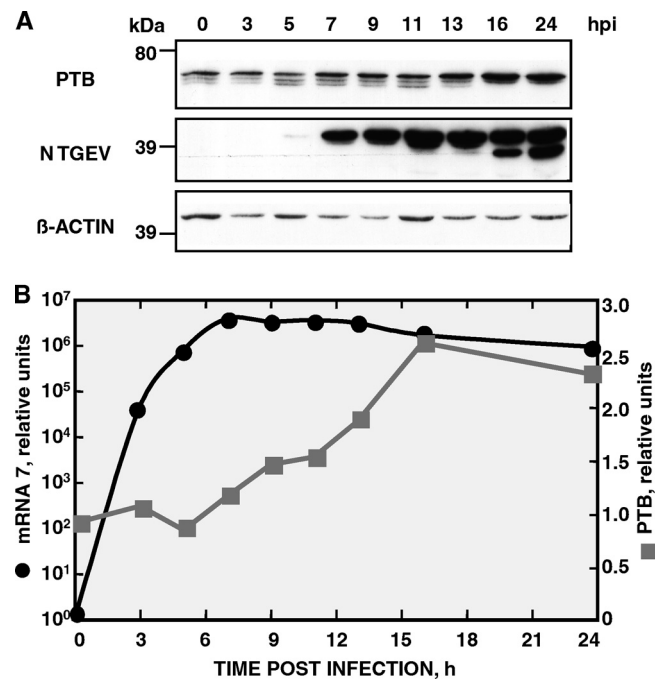 A
kDa 0 3 5 7 9 11 13 16 24 hpi
80
PTB
N TGEV 39
ß-ACTIN
39
B
10⁷ 3.0
10⁶ 2.5
10⁵ 2.0
10⁴
10³ 1.5
10² 1.0
10¹ 0.5
10⁰ 0
mRNA 7, relative units
PTB, relative units
0 3 6 9 12 15 18 21 24
TIME POST INFECTION, h